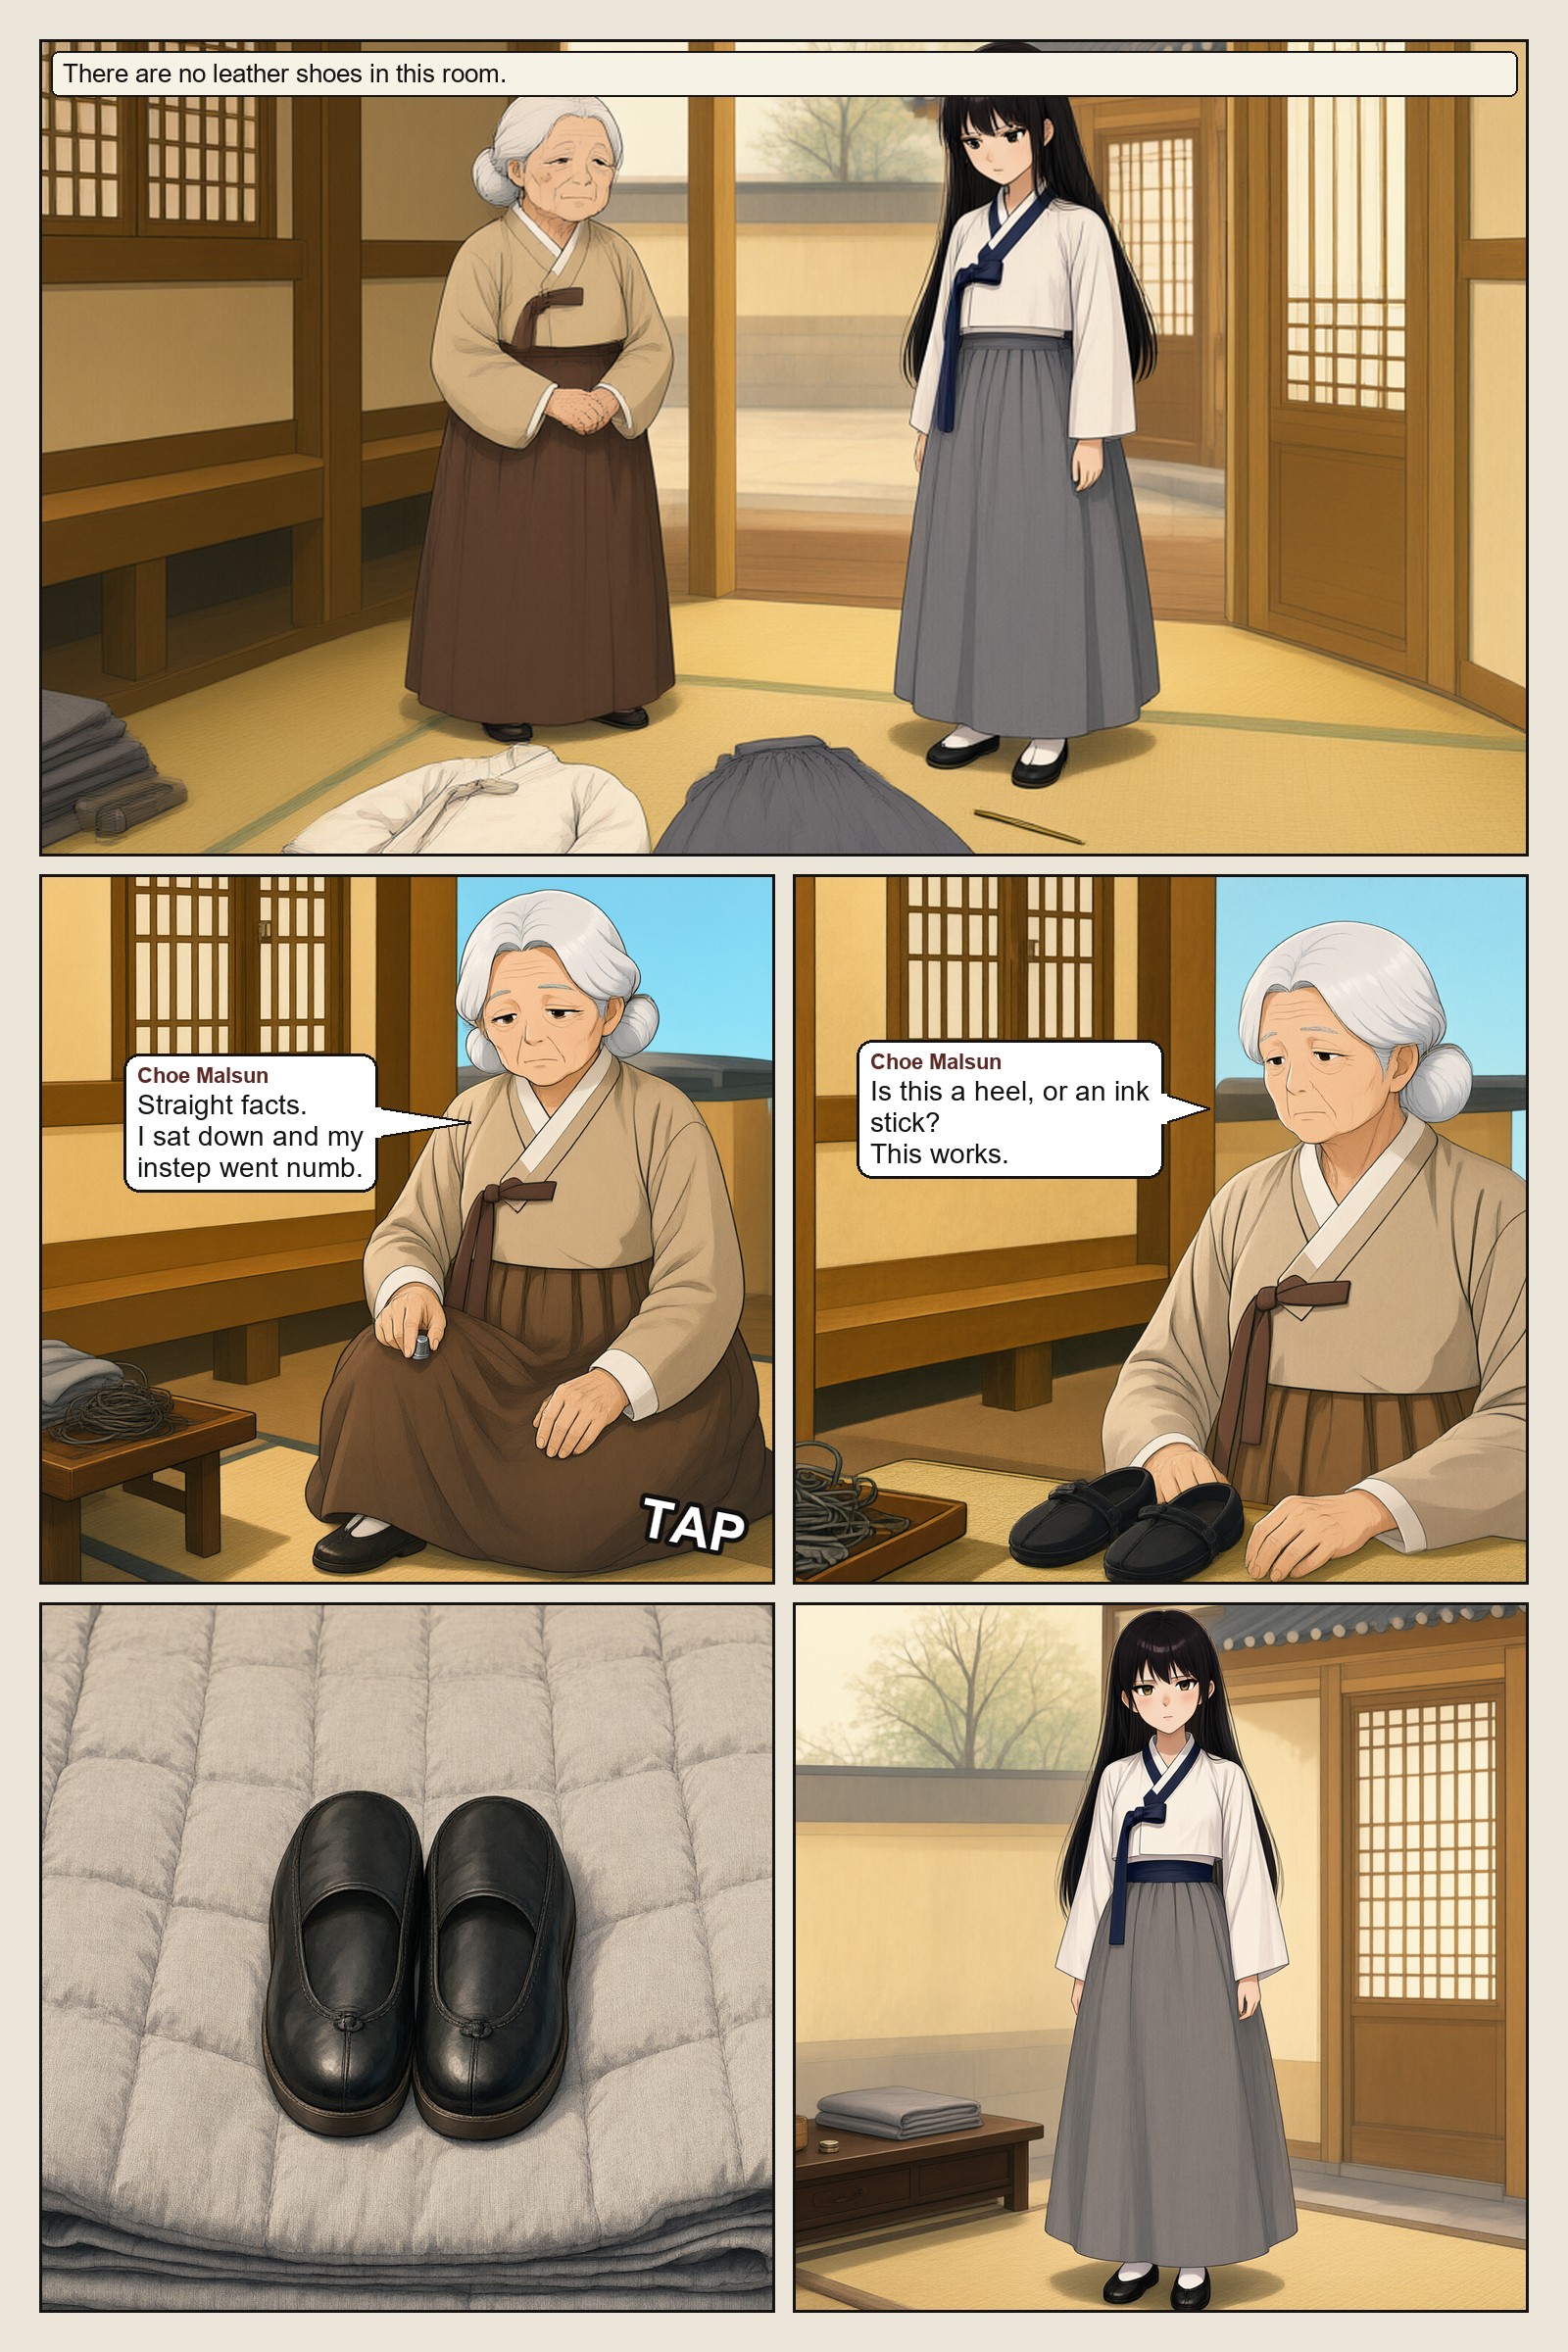 There are no leather shoes in this room.
Choe Malsun
Straight facts.
I sat down and my
instep went numb.
TAP
Choe Malsun
Is this a heel, or an ink
stick?
This works.